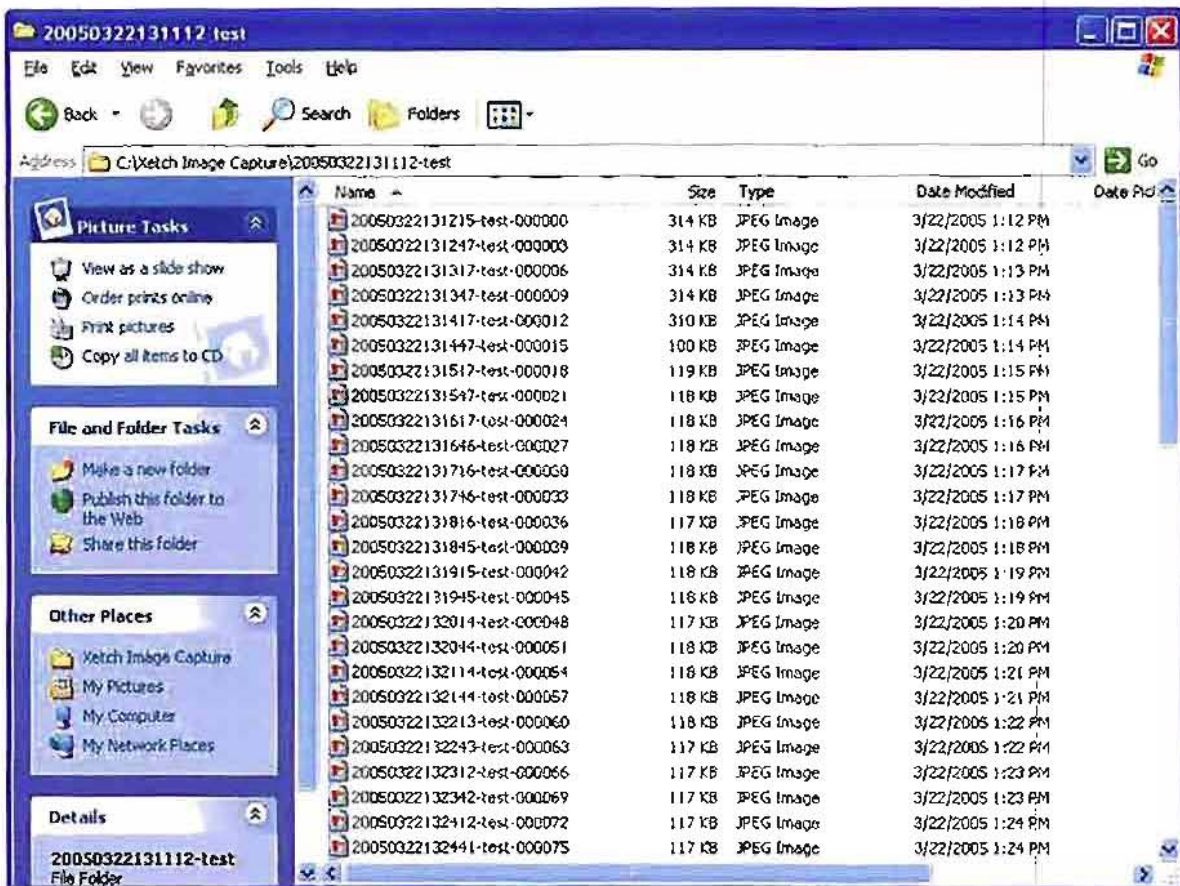 20050322131112-test
File Edit View Favorites Tools Help
Back Search Folders
Address C:\Xetch Image Capture\20050322131112-test Go
Picture Tasks
View as a slide show
Order prints online
Print pictures
Copy all items to CD
File and Folder Tasks
Make a new folder
Publish this folder to
the Web
Share this folder
Other Places
Xetch Image Capture
My Pictures
My Computer
My Network Places
Details
20050322131112-test
File Folder
Name Size Type Date Modified Date Pic
20050322131215-test-000000 314 KB JPEG Image 3/22/2005 1:12 PM
20050322131247-test-000003 314 KB JPEG Image 3/22/2005 1:12 PM
20050322131317-test-000006 314 KB JPEG Image 3/22/2005 1:13 PM
20050322131347-test-000009 314 KB JPEG Image 3/22/2005 1:13 PM
20050322131417-test-000012 310 KB JPEG Image 3/22/2005 1:14 PM
20050322131447-test-000015 100 KB JPEG Image 3/22/2005 1:14 PM
20050322131517-test-000018 119 KB JPEG Image 3/22/2005 1:15 PM
20050322131547-test-000021 118 KB JPEG Image 3/22/2005 1:15 PM
20050322131617-test-000024 118 KB JPEG Image 3/22/2005 1:16 PM
20050322131646-test-000027 118 KB JPEG Image 3/22/2005 1:16 PM
20050322131716-test-000030 118 KB JPEG Image 3/22/2005 1:17 PM
20050322131746-test-000033 118 KB JPEG Image 3/22/2005 1:17 PM
20050322131816-test-000036 117 KB JPEG Image 3/22/2005 1:18 PM
20050322131845-test-000039 118 KB JPEG Image 3/22/2005 1:18 PM
20050322131915-test-000042 118 KB JPEG Image 3/22/2005 1:19 PM
20050322131945-test-000045 118 KB JPEG Image 3/22/2005 1:19 PM
20050322132014-test-000048 117 KB JPEG Image 3/22/2005 1:20 PM
20050322132044-test-000051 118 KB JPEG Image 3/22/2005 1:20 PM
20050322132114-test-000054 118 KB JPEG Image 3/22/2005 1:21 PM
20050322132144-test-000057 118 KB JPEG Image 3/22/2005 1:21 PM
20050322132213-test-000060 118 KB JPEG Image 3/22/2005 1:22 PM
20050322132243-test-000063 117 KB JPEG Image 3/22/2005 1:22 PM
20050322132312-test-000066 117 KB JPEG Image 3/22/2005 1:23 PM
20050322132342-test-000069 117 KB JPEG Image 3/22/2005 1:23 PM
20050322132412-test-000072 117 KB JPEG Image 3/22/2005 1:24 PM
20050322132441-test-000075 117 KB JPEG Image 3/22/2005 1:24 PM